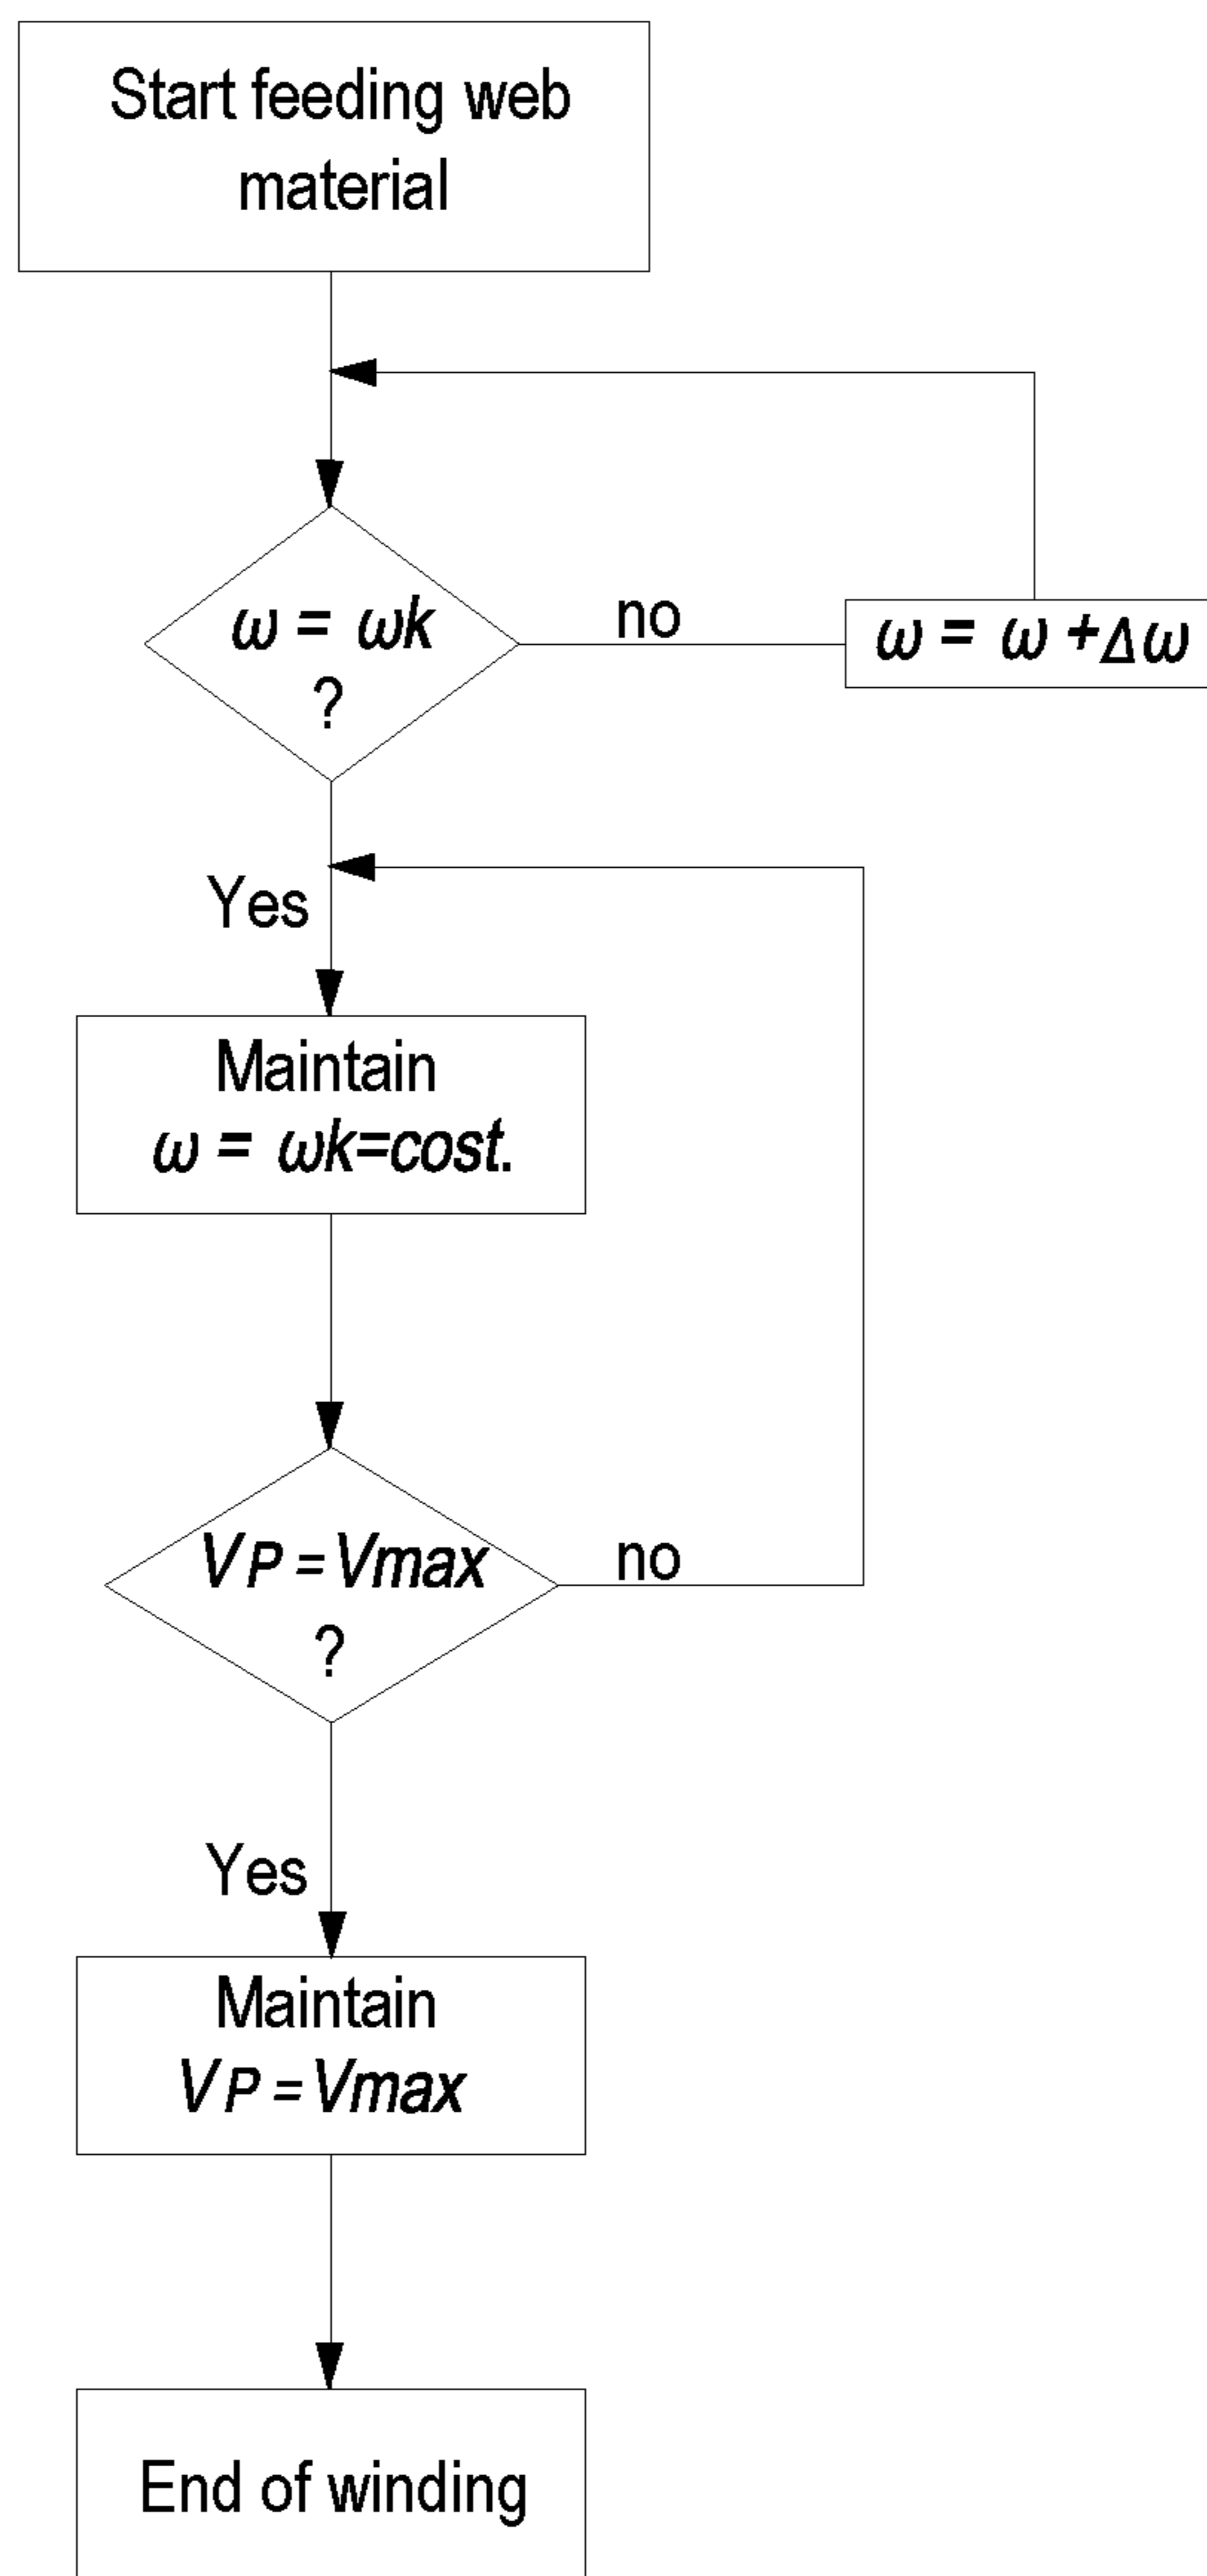 Start feeding web
material
ω = ωk
?
no
ω = ω +Δω
Yes
Maintain
ω = ωk=cost.
VP = Vmax
?
no
Yes
Maintain
VP = Vmax
End of winding